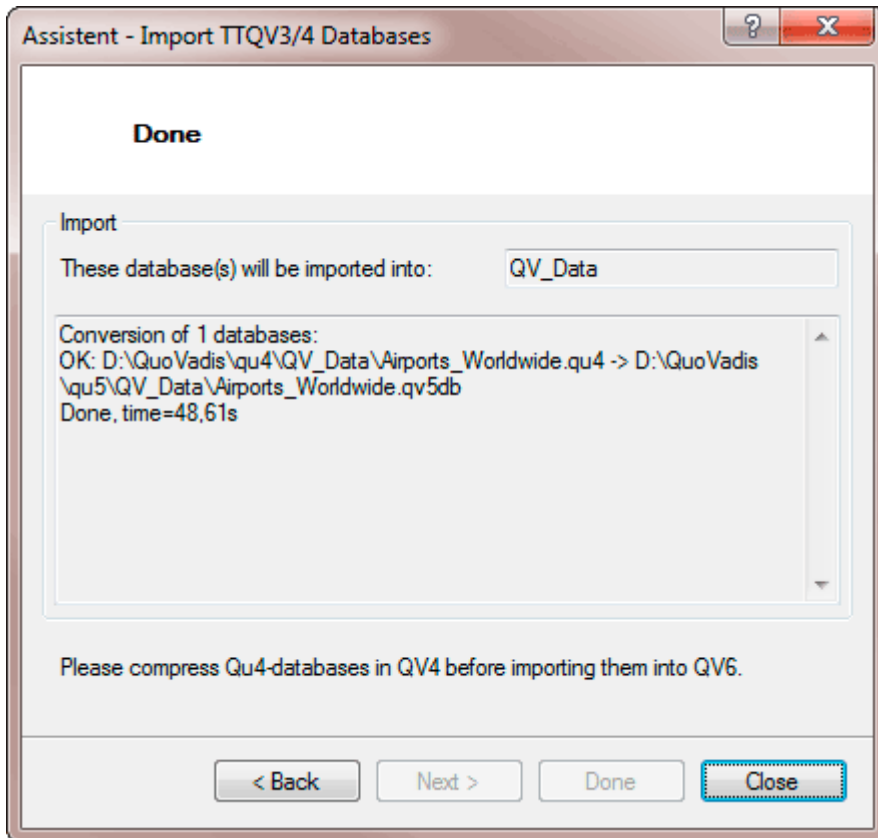 Assistent - Import TTQV3/4 Databases
Done
Import
These database(s) will be imported into:
QV_Data
Conversion of 1 databases:
OK: D:\QuoVadis\qu4\QV_Data\Airports_Worldwide.qu4 -> D:\QuoVadis
\qu5\QV_Data\Airports_Worldwide.qv5db
Done, time=48,61s
Please compress Qu4-databases in QV4 before importing them into QV6.
< Back
Next >
Done
Close